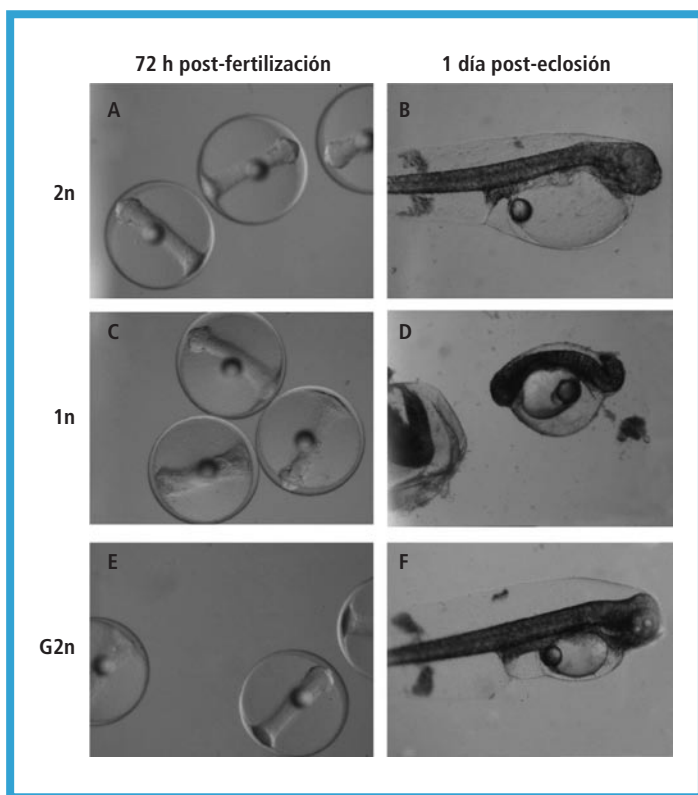 72 h post-fertilización 1 día post-eclosión
A B
2n
C D
1n
E F
G2n